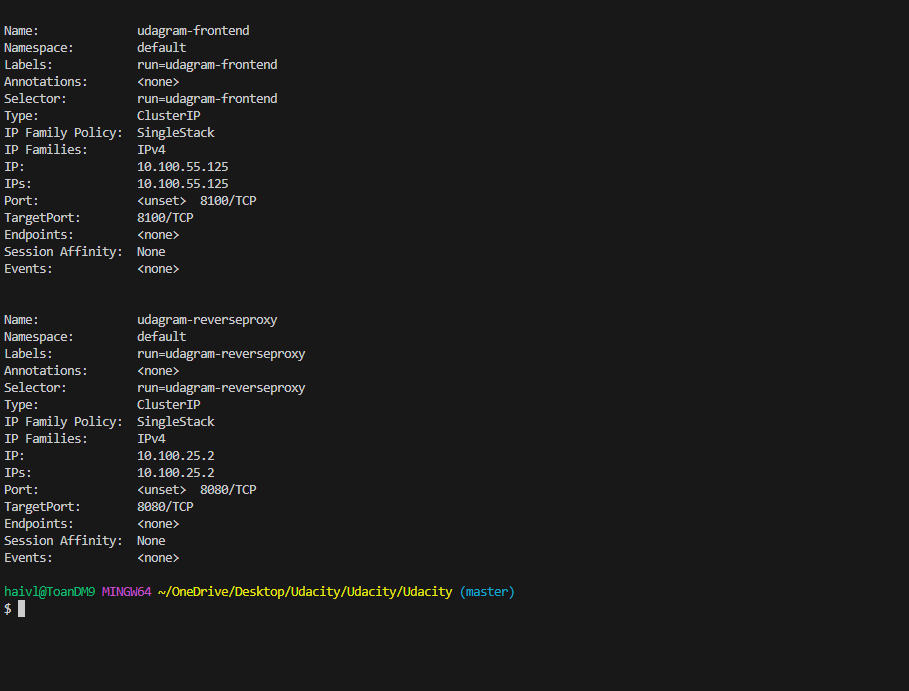 Name:              udagram-frontend
Namespace:         default
Labels:            run=udagram-frontend
Annotations:       <none>
Selector:          run=udagram-frontend
Type:              ClusterIP
IP Family Policy:  SingleStack
IP Families:       IPv4
IP:                10.100.55.125
IPs:               10.100.55.125
Port:              <unset>  8100/TCP
TargetPort:        8100/TCP
Endpoints:         <none>
Session Affinity:  None
Events:            <none>

Name:              udagram-reverseproxy
Namespace:         default
Labels:            run=udagram-reverseproxy
Annotations:       <none>
Selector:          run=udagram-reverseproxy
Type:              ClusterIP
IP Family Policy:  SingleStack
IP Families:       IPv4
IP:                10.100.25.2
IPs:               10.100.25.2
Port:              <unset>  8080/TCP
TargetPort:        8080/TCP
Endpoints:         <none>
Session Affinity:  None
Events:            <none>

haivl@ToanDM9 MINGW64 ~/OneDrive/Desktop/Udacity/Udacity/Udacity (master)
$